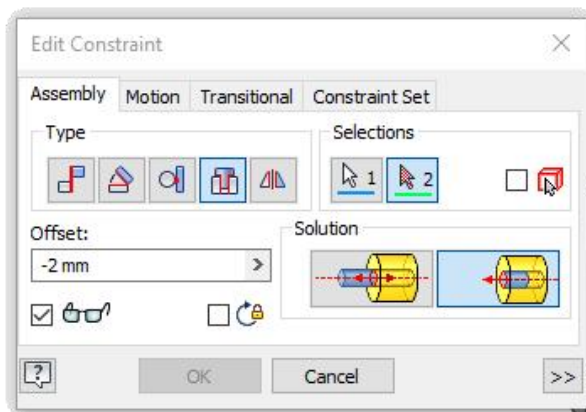 Edit Constraint
Assembly Motion Transitional Constraint Set
Type
Selections
1
2
Offset:
-2 mm
Solution
?
OK
Cancel
>>